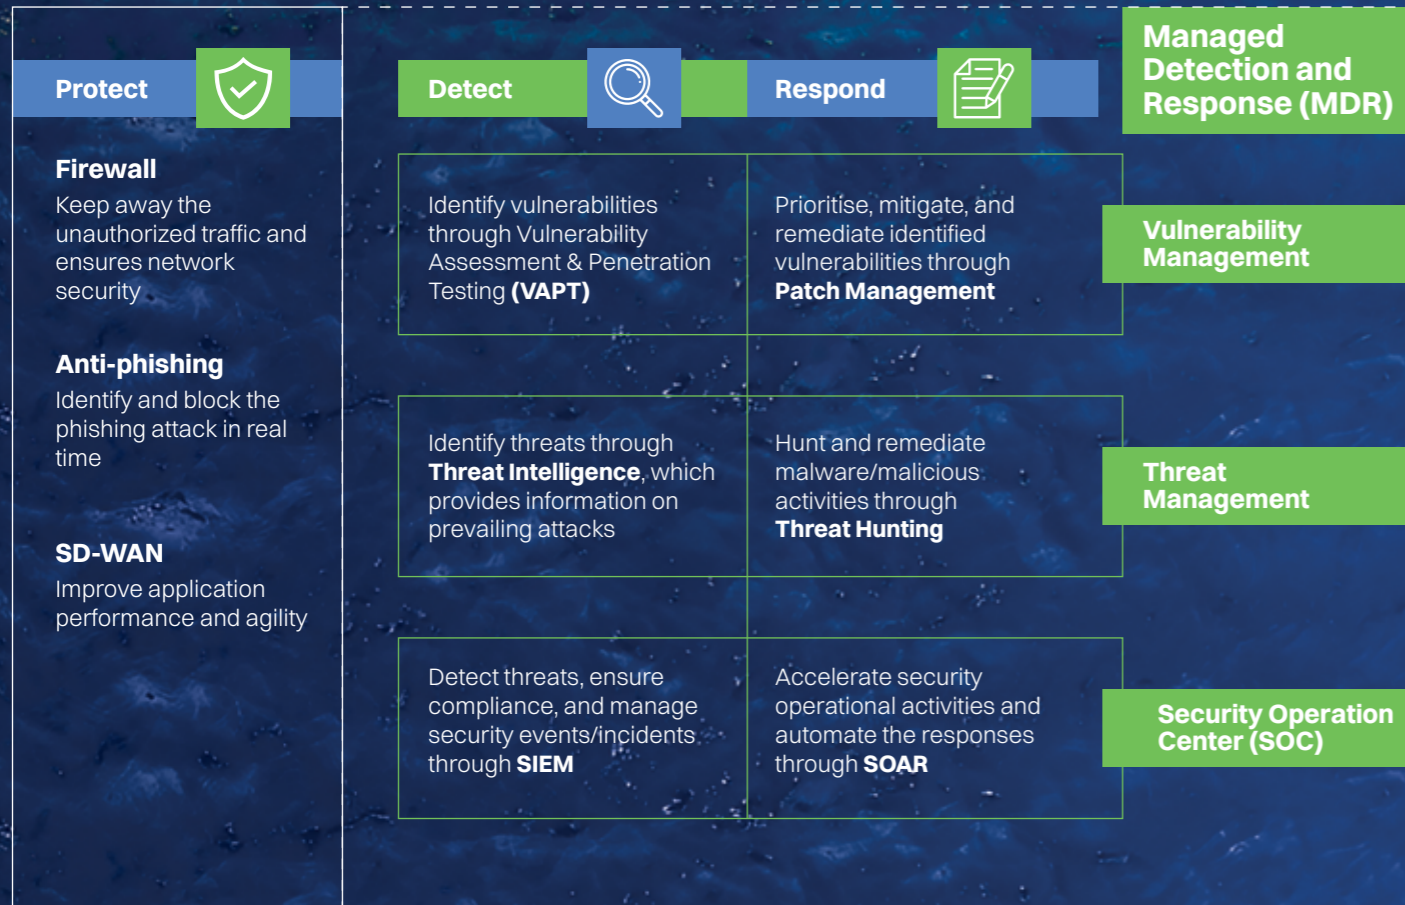 Protect
Firewall
Keep away the
unauthorized traffic and
ensures network
security
Anti-phishing
Identify and block the
phishing attack in real
time
SD-WAN
Improve application
performance and agility
Detect
Respond
Managed
Detection and
Response (MDR)
Identify vulnerabilities
through Vulnerability
Assessment & Penetration
Testing (VAPT)
Prioritise, mitigate, and
remediate identified
vulnerabilities through
Patch Management
Vulnerability
Management
Identify threats through
Threat Intelligence, which
provides information on
prevailing attacks
Hunt and remediate
malware/malicious
activities through
Threat Hunting
Threat
Management
Detect threats, ensure
compliance, and manage
security events/incidents
through SIEM
Accelerate security
operational activities and
automate the responses
through SOAR
Security Operation
Center (SOC)